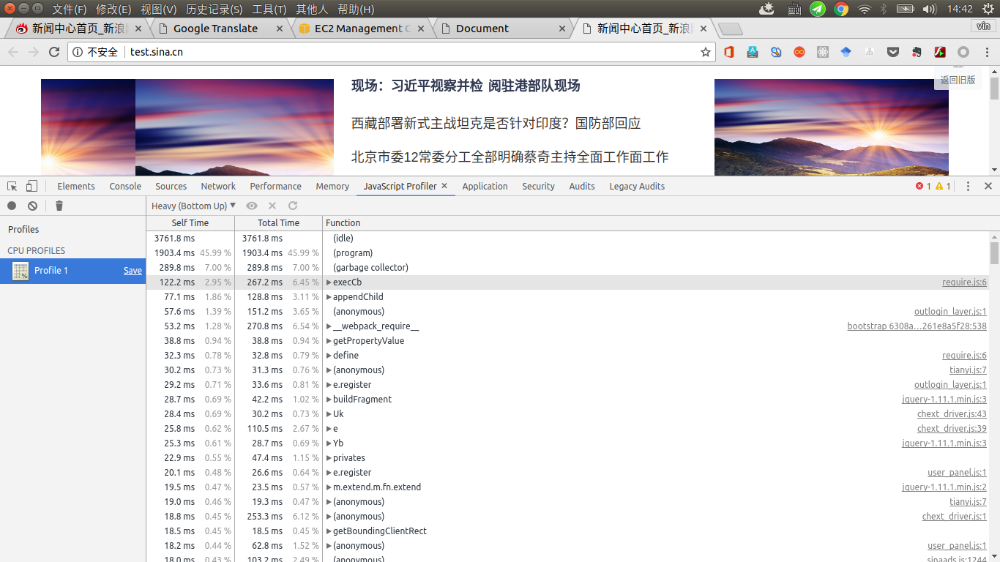 文件(F) 修改(E) 视图(V) 历史记录(S) 工具(T) 其他人 帮助(H) 14:42
新闻中心首页_新浪 Google Translate EC2 Management C Document 新闻中心首页_新浪 vin
不安全 test.sina.cn
现场：习近平视察并检 阅驻港部队现场
返回旧版
西藏部署新式主战坦克是否针对印度？国防部回应
北京市委12常委分工全部明确蔡奇主持全面工作面工作
Elements Console Sources Network Performance Memory JavaScript Profiler Application Security Audits Legacy Audits 1 1
Heavy (Bottom Up)
Profiles
CPU PROFILES
Profile 1 Save
Self Time Total Time Function
3761.8 ms 3761.8 ms (idle)
1903.4 ms 45.99 % 1903.4 ms 45.99 % (program)
289.8 ms 7.00 % 289.8 ms 7.00 % (garbage collector)
122.2 ms 2.95 % 267.2 ms 6.45 % execCb require.js:6
77.1 ms 1.86 % 128.8 ms 3.11 % appendChild
57.6 ms 1.39 % 151.2 ms 3.65 % (anonymous) outlogin_layer.js:1
53.2 ms 1.28 % 270.8 ms 6.54 % __webpack_require__ bootstrap 6308a…261e8a5f28:538
38.8 ms 0.94 % 38.8 ms 0.94 % getPropertyValue
32.3 ms 0.78 % 32.8 ms 0.79 % define require.js:6
30.2 ms 0.73 % 31.3 ms 0.76 % (anonymous) tianyi.js:7
29.2 ms 0.71 % 33.6 ms 0.81 % e.register outlogin_layer.js:1
28.7 ms 0.69 % 42.2 ms 1.02 % buildFragment jquery-1.11.1.min.js:3
28.4 ms 0.69 % 30.2 ms 0.73 % Uk chext_driver.js:43
25.8 ms 0.62 % 110.5 ms 2.67 % e chext_driver.js:39
25.3 ms 0.61 % 28.7 ms 0.69 % Yb jquery-1.11.1.min.js:3
22.9 ms 0.55 % 47.4 ms 1.15 % privates
20.1 ms 0.48 % 26.6 ms 0.64 % e.register user_panel.js:1
19.5 ms 0.47 % 23.5 ms 0.57 % m.extend.m.fn.extend jquery-1.11.1.min.js:2
19.0 ms 0.46 % 19.3 ms 0.47 % (anonymous) tianyi.js:7
18.8 ms 0.45 % 253.3 ms 6.12 % (anonymous) chext_driver.js:1
18.5 ms 0.45 % 18.5 ms 0.45 % getBoundingClientRect
18.2 ms 0.44 % 62.8 ms 1.52 % (anonymous) user_panel.js:1
18.0 ms 0.43 % 103.2 ms 2.49 % (anonymous) sinaads.js:1244